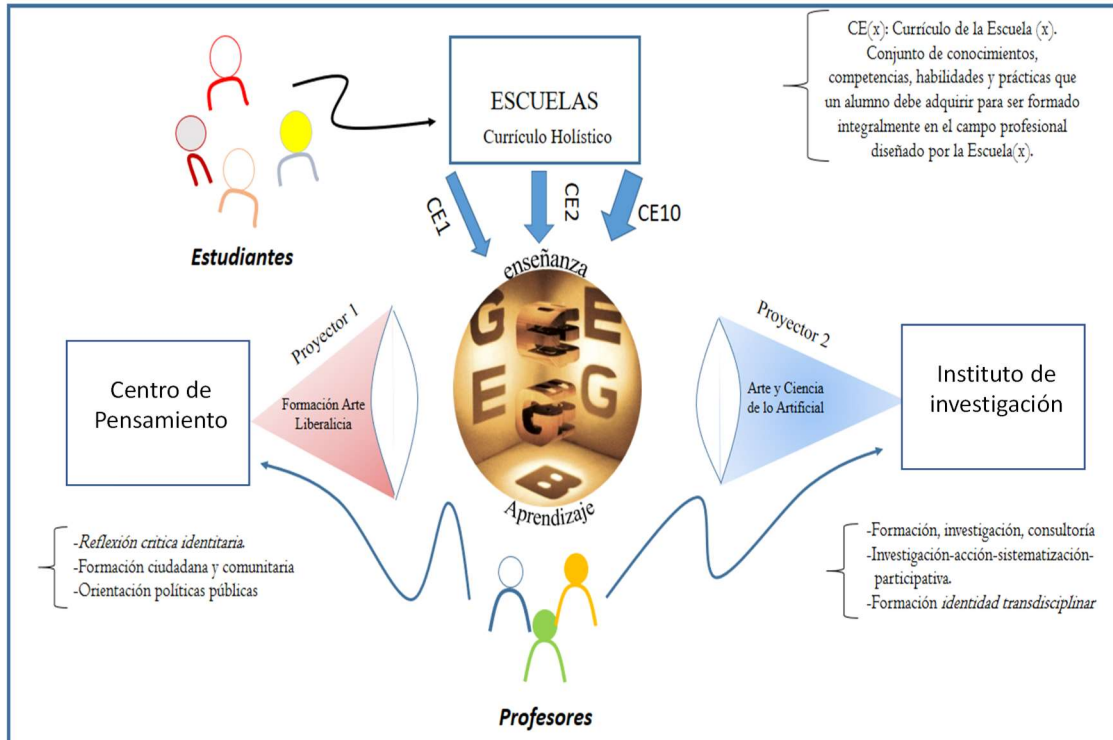 ESCUELAS
Currículo Holístico
CE(x): Currículo de la Escuela (x).
Conjunto de conocimientos,
competencias, habilidades y prácticas que
un alumno debe adquirir para ser formado
integralmente en el campo profesional
diseñado por la Escuela(x).
Estudiantes
CE1
CE2
CE10
enseñanza
Centro de
Pensamiento
Proyector 1
Formación Arte
Liberalicia
G
E
E
G
B
Aprendizaje
Proyector 2
Arte y Ciencia
de lo Artificial
Instituto de
investigación
-Reflexión critica identitaria.
-Formación ciudadana y comunitaria
-Orientación políticas públicas
-Formación, investigación, consultoría
-Investigación-acción-sistematización-
participativa.
-Formación identidad transdisciplinar
Profesores